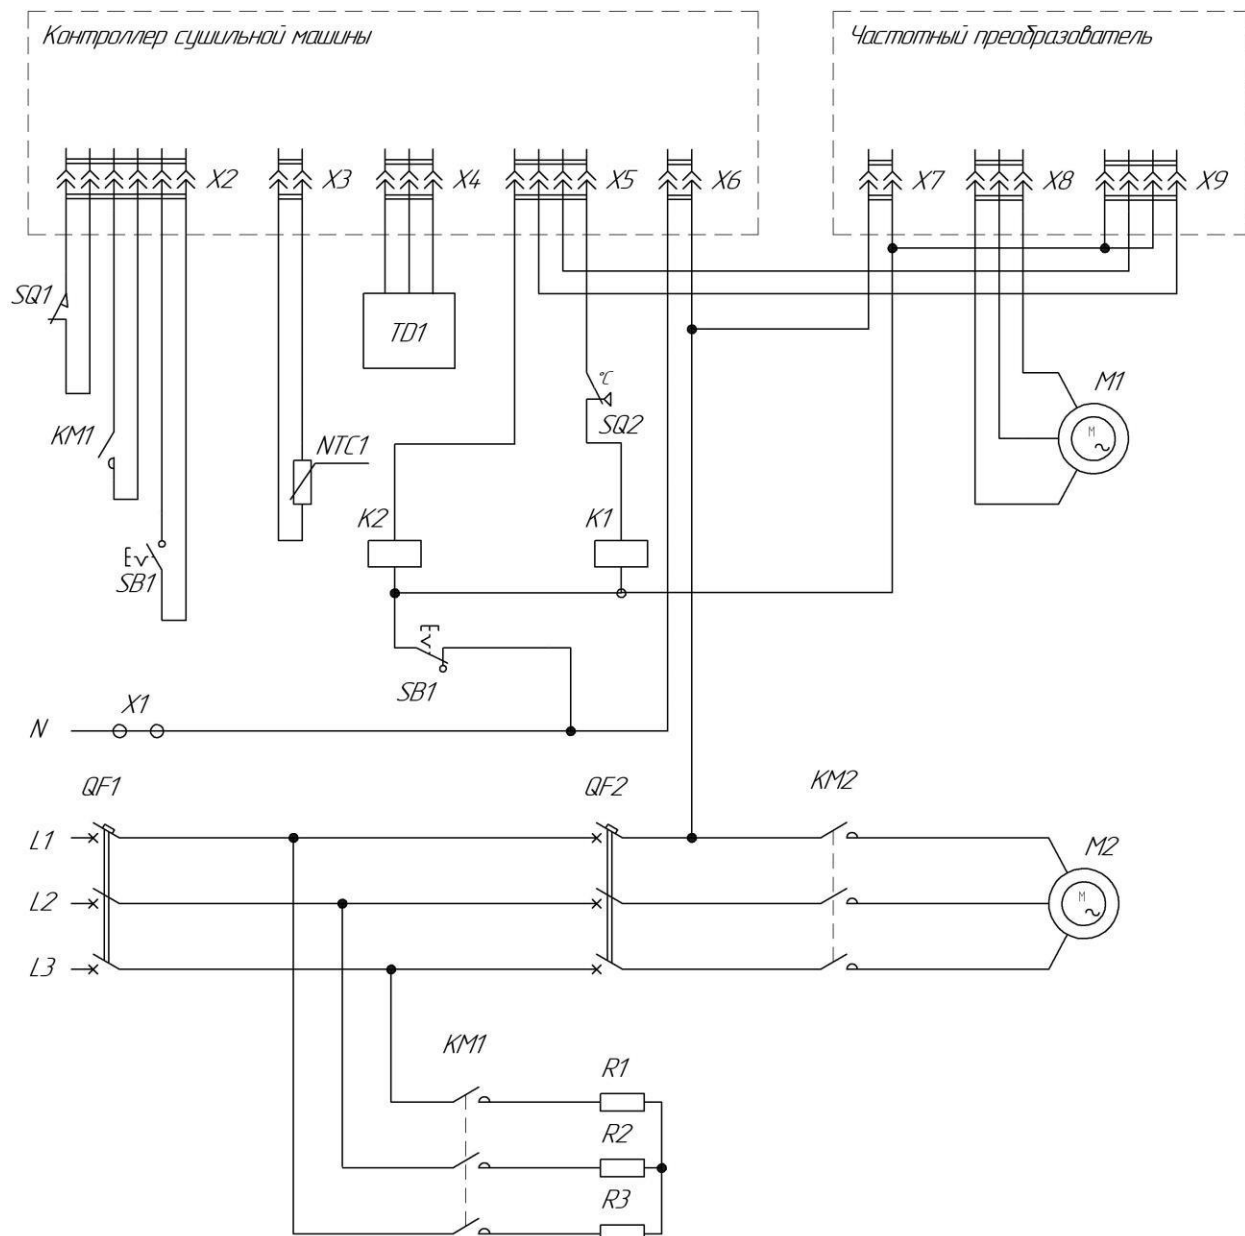 Контроллер сушильной машины
Частотный преобразователь
X2
X3
X4
X5
X6
X7
X8
X9
SQ1
TD1
°C
SQ2
M1
M
KM1
NTC1
K2
K1
SB1
SB1
X1
N
QF1
QF2
KM2
L1
M2
L2
M
L3
KM1
R1
R2
R3